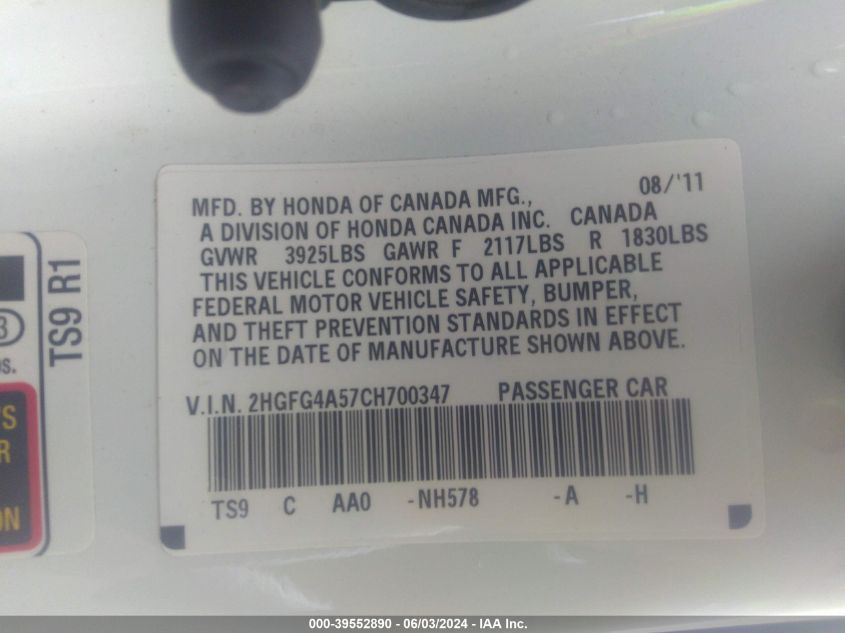 MFD. BY HONDA OF CANADA MFG., 08/'11
A DIVISION OF HONDA CANADA INC. CANADA
GVWR 3925LBS GAWR F 2117LBS R 1830LBS
THIS VEHICLE CONFORMS TO ALL APPLICABLE
FEDERAL MOTOR VEHICLE SAFETY, BUMPER,
AND THEFT PREVENTION STANDARDS IN EFFECT
ON THE DATE OF MANUFACTURE SHOWN ABOVE.
V.I.N. 2HGFG4A57CH700347 PASSENGER CAR
TS9 C AA0 -NH578 -A -H
TS9 R1
000-39552890 - 06/03/2024 - IAA Inc.